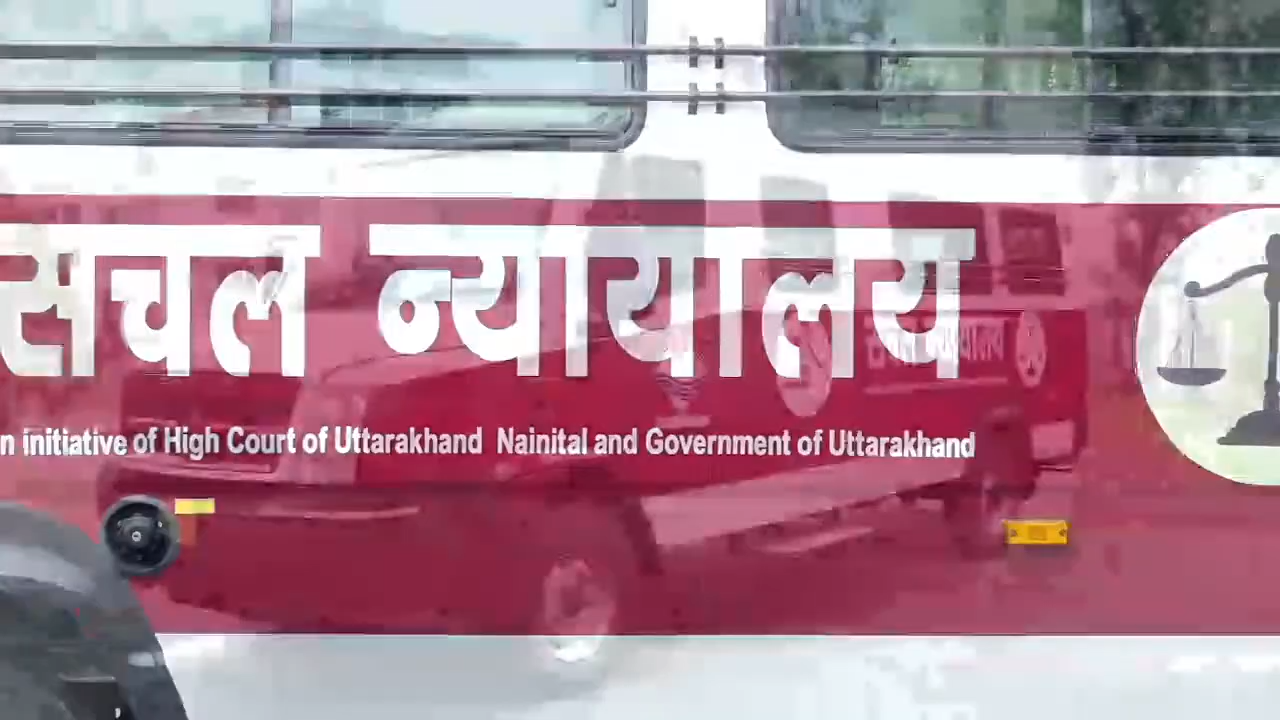 सचल न्यायालय
initiative of High Court of Uttarakhand Nainital and Government of Uttarakhand